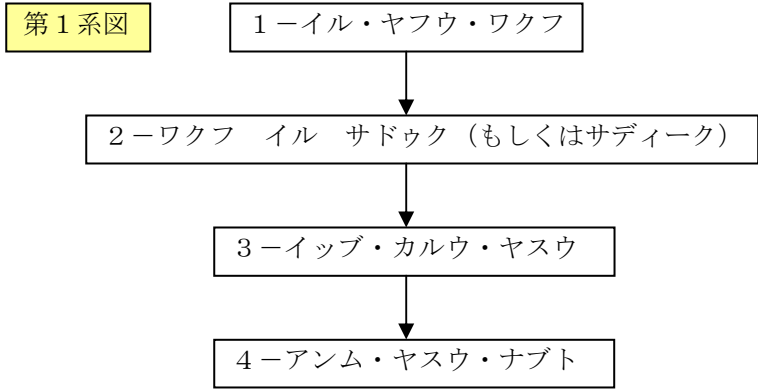 第１系図
１－イル・ヤフウ・ワクフ
２－ワクフ　イル　サドゥク（もしくはサディーク）
３－イッブ・カルウ・ヤスウ
４－アンム・ヤスウ・ナブト